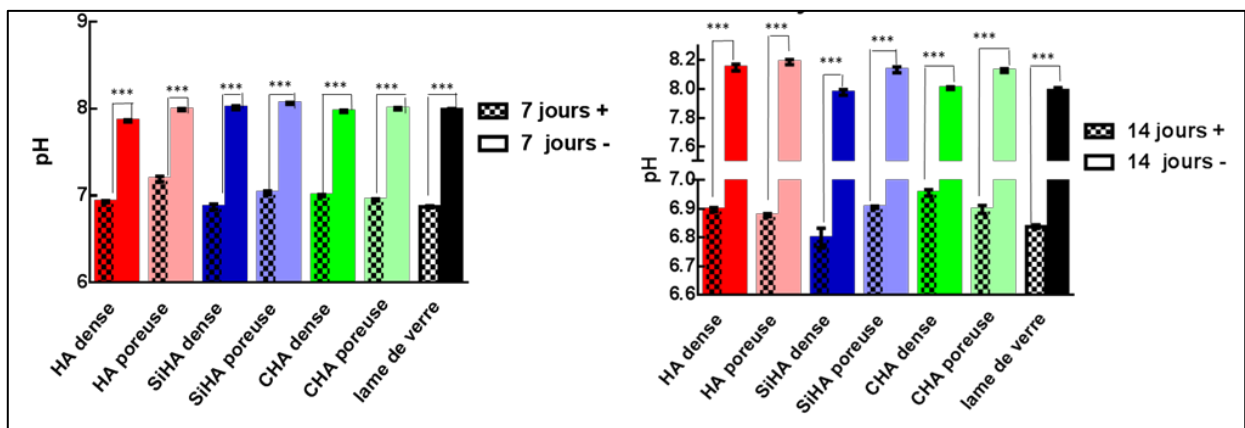 9
8
7
6
pH
***
***
***
***
***
***
***
7 jours +
7 jours -
HA dense
HA poreuse
SiHA dense
SiHA poreuse
CHA dense
CHA poreuse
lame de verre
8.2
8.0
7.8
7.6
7.0
6.9
6.8
6.7
6.6
pH
***
***
***
***
***
***
***
14 jours +
14 jours -
HA dense
HA poreuse
SiHA dense
SiHA poreuse
CHA dense
CHA poreuse
lame de verre